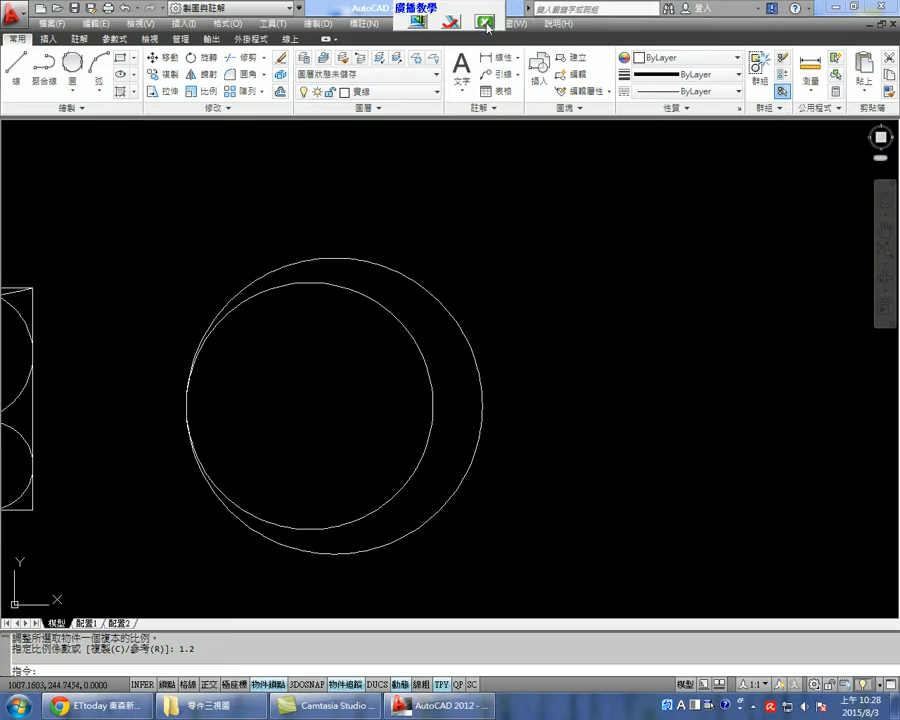 AutoCAD
廣播教學
鍵入關鍵字或詞組
登入
製圖與註解
檔案(F) 編輯(E) 檢視(V) 插入(I) 格式(O) 工具(T) 繪製(D) 標註(N) 說明(H)
常用 插入 註解 參數式 檢視 管理 輸出 外掛程式 線上
線 聚合線 圓 弧
移動 旋轉 修剪
複製 鏡射 圓角
拉伸 比例 陣列
圖層狀態未儲存
文字
線性
引線
表格
插入
建立
編輯
編輯屬性
ByLayer
ByLayer
ByLayer
群組
測量
貼上
繪製 修改 圖層 註解 圖塊 性質 群組 公用程式 剪貼簿
Y
X
模型 配置1 配置2
調整所選取物件一個複本的比例。
指定比例係數或 [複製(C)/參考(R)]: 1.2
指令:
1007.1603, 244.7454, 0.0000
INFER 鎖點 格線 正交 極座標 物件鎖點 3DOSNAP 物件追蹤 DUCS 動態 線粗 TPY QP SC
模型
1:1
ETtoday 東森新...
零件三視圖
Camtasia Studio ...
AutoCAD 2012 - ...
A
上午 10:28
2015/8/3